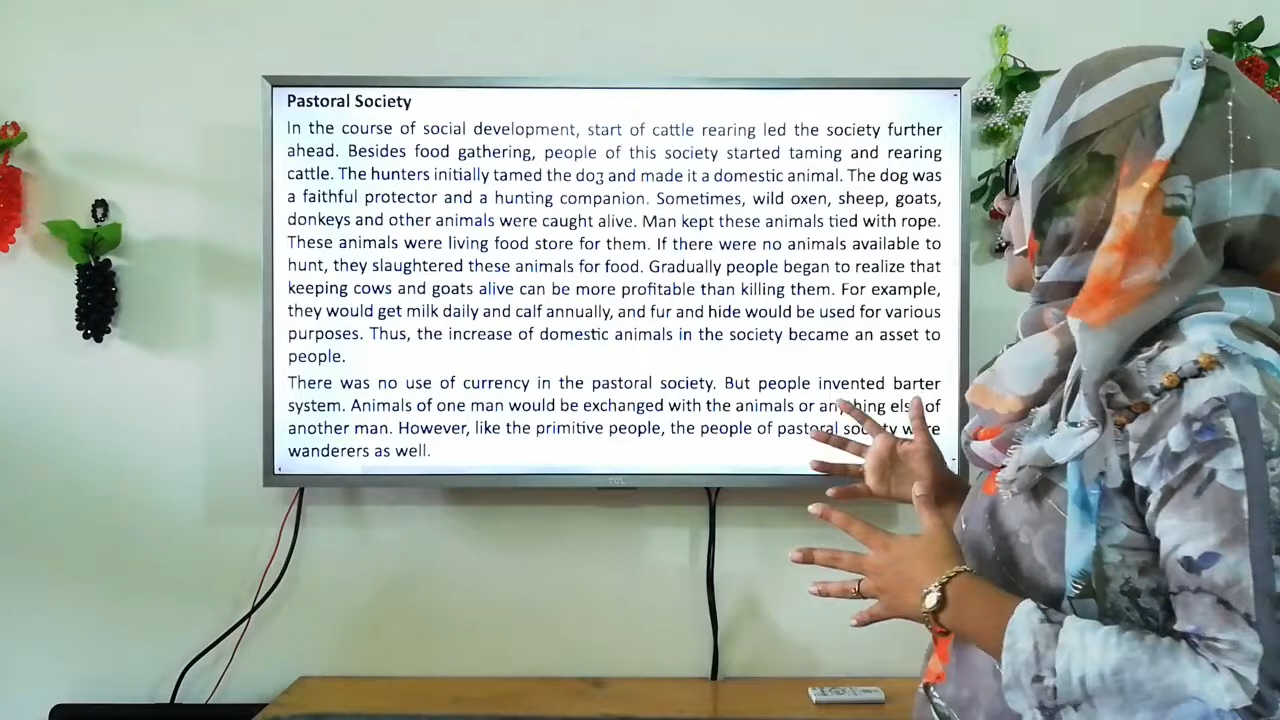 Pastoral Society
In the course of social development, start of cattle rearing led the society further
ahead. Besides food gathering, people of this society started taming and rearing
cattle. The hunters initially tamed the dog and made it a domestic animal. The dog was
a faithful protector and a hunting companion. Sometimes, wild oxen, sheep, goats,
donkeys and other animals were caught alive. Man kept these animals tied with rope.
These animals were living food store for them. If there were no animals available to
hunt, they slaughtered these animals for food. Gradually people began to realize that
keeping cows and goats alive can be more profitable than killing them. For example,
they would get milk daily and calf annually, and fur and hide would be used for various
purposes. Thus, the increase of domestic animals in the society became an asset to
people.
There was no use of currency in the pastoral society. But people invented barter
system. Animals of one man would be exchanged with the animals or anything else of
another man. However, like the primitive people, the people of pastoral society were
wanderers as well.
TCL